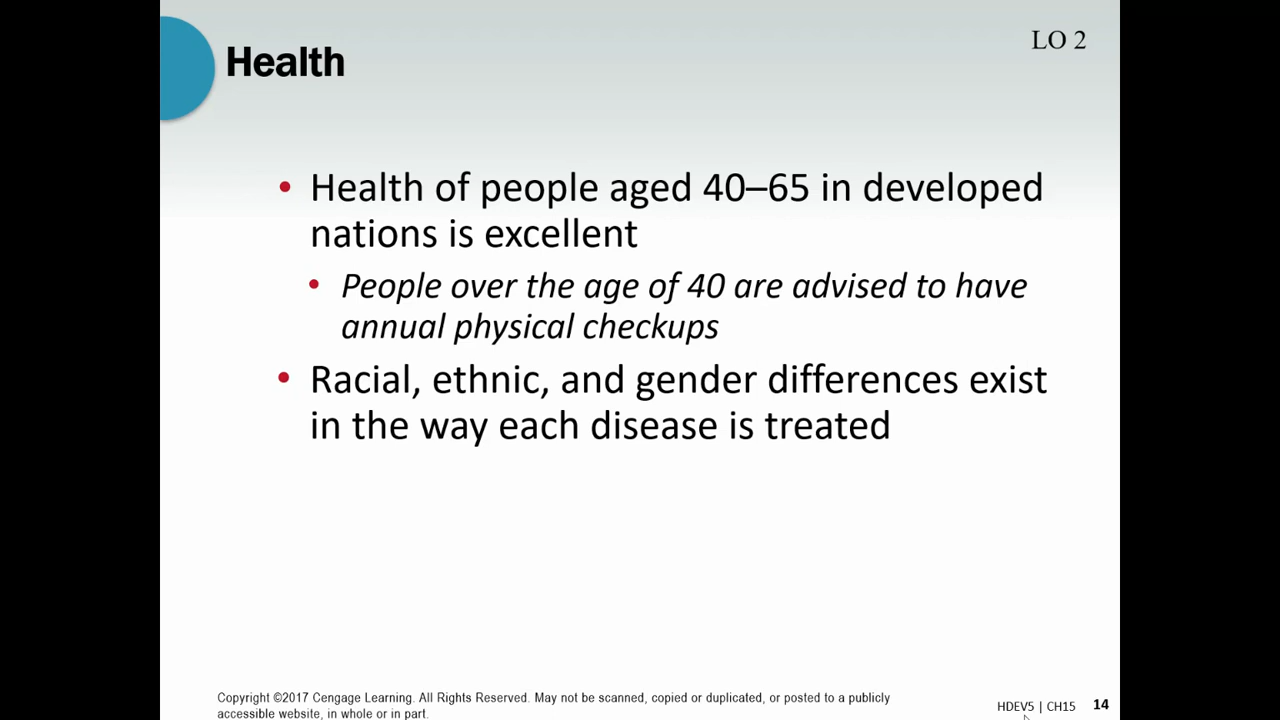 LO 2
Health
• Health of people aged 40–65 in developed
nations is excellent
• People over the age of 40 are advised to have
annual physical checkups
• Racial, ethnic, and gender differences exist
in the way each disease is treated
Copyright ©2017 Cengage Learning. All Rights Reserved. May not be scanned, copied or duplicated, or posted to a publicly
accessible website, in whole or in part.
HDEV5 | CH15 14